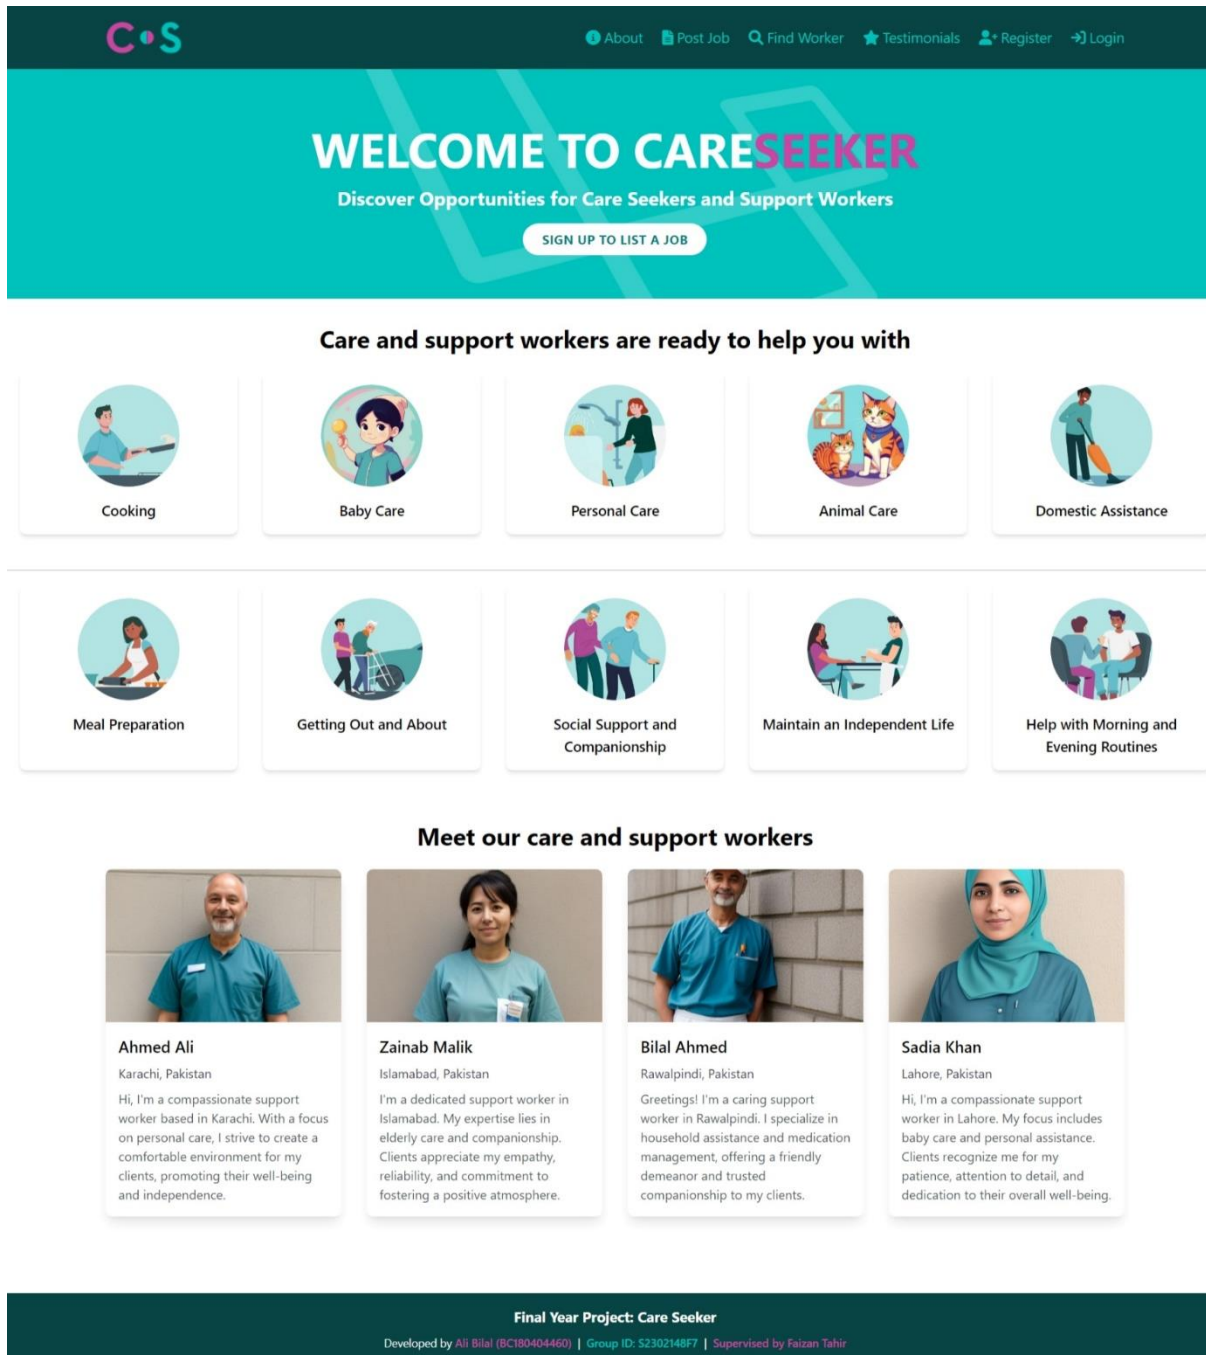 C S
About Post Job Find Worker Testimonials Register Login
WELCOME TO CARESEEKER
Discover Opportunities for Care Seekers and Support Workers
SIGN UP TO LIST A JOB
Care and support workers are ready to help you with
Cooking
Baby Care
Personal Care
Animal Care
Domestic Assistance
Meal Preparation
Getting Out and About
Social Support and
Companionship
Maintain an Independent Life
Help with Morning and
Evening Routines
Meet our care and support workers
Ahmed Ali
Karachi, Pakistan
Hi, I'm a compassionate support
worker based in Karachi. With a focus
on personal care, I strive to create a
comfortable environment for my
clients, promoting their well-being
and independence.
Zainab Malik
Islamabad, Pakistan
I'm a dedicated support worker in
Islamabad. My expertise lies in
elderly care and companionship.
Clients appreciate my empathy,
reliability, and commitment to
fostering a positive atmosphere.
Bilal Ahmed
Rawalpindi, Pakistan
Greetings! I'm a caring support
worker in Rawalpindi. I specialize in
household assistance and medication
management, offering a friendly
demeanor and trusted
companionship to my clients.
Sadia Khan
Lahore, Pakistan
Hi, I'm a compassionate support
worker in Lahore. My focus includes
baby care and personal assistance.
Clients recognize me for my
patience, attention to detail, and
dedication to their overall well-being.
Final Year Project: Care Seeker
Developed by Ali Bilal (BC180404460) | Group ID: S2302148F7 | Supervised by Faizan Tahir